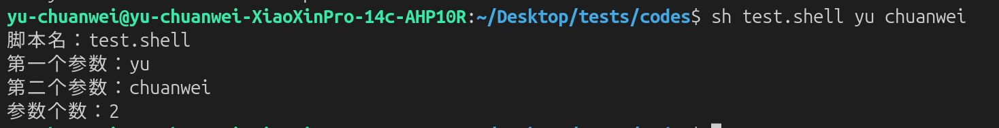 yu-chuanwei@yu-chuanwei-XiaoXinPro-14c-AHP10R:~/Desktop/tests/codes$ sh test.shell yu chuanwei
脚本名：test.shell
第一个参数：yu
第二个参数：chuanwei
参数个数：2